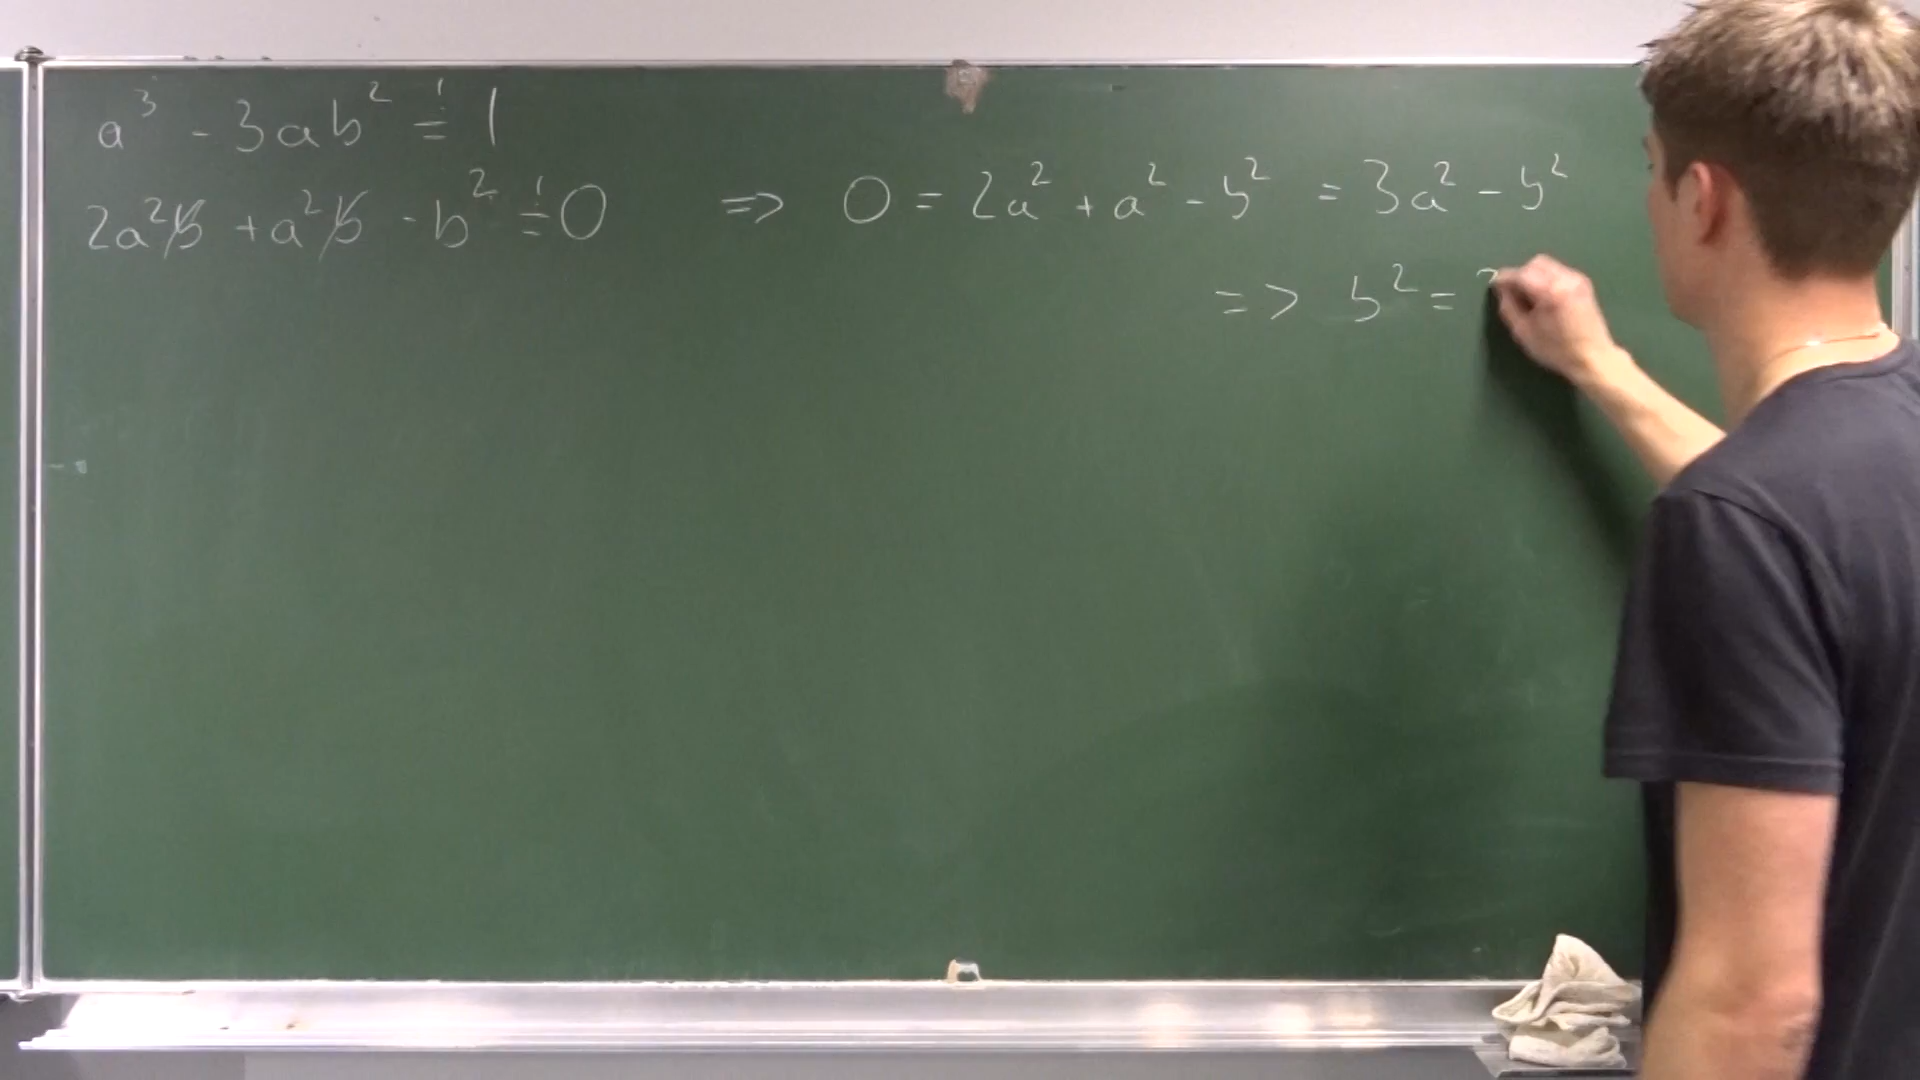 a³ - 3ab² =! 1
2a²b + a²b - b² =! 0 => 0 = 2a² + a² - b² = 3a² - b²
=> b² =